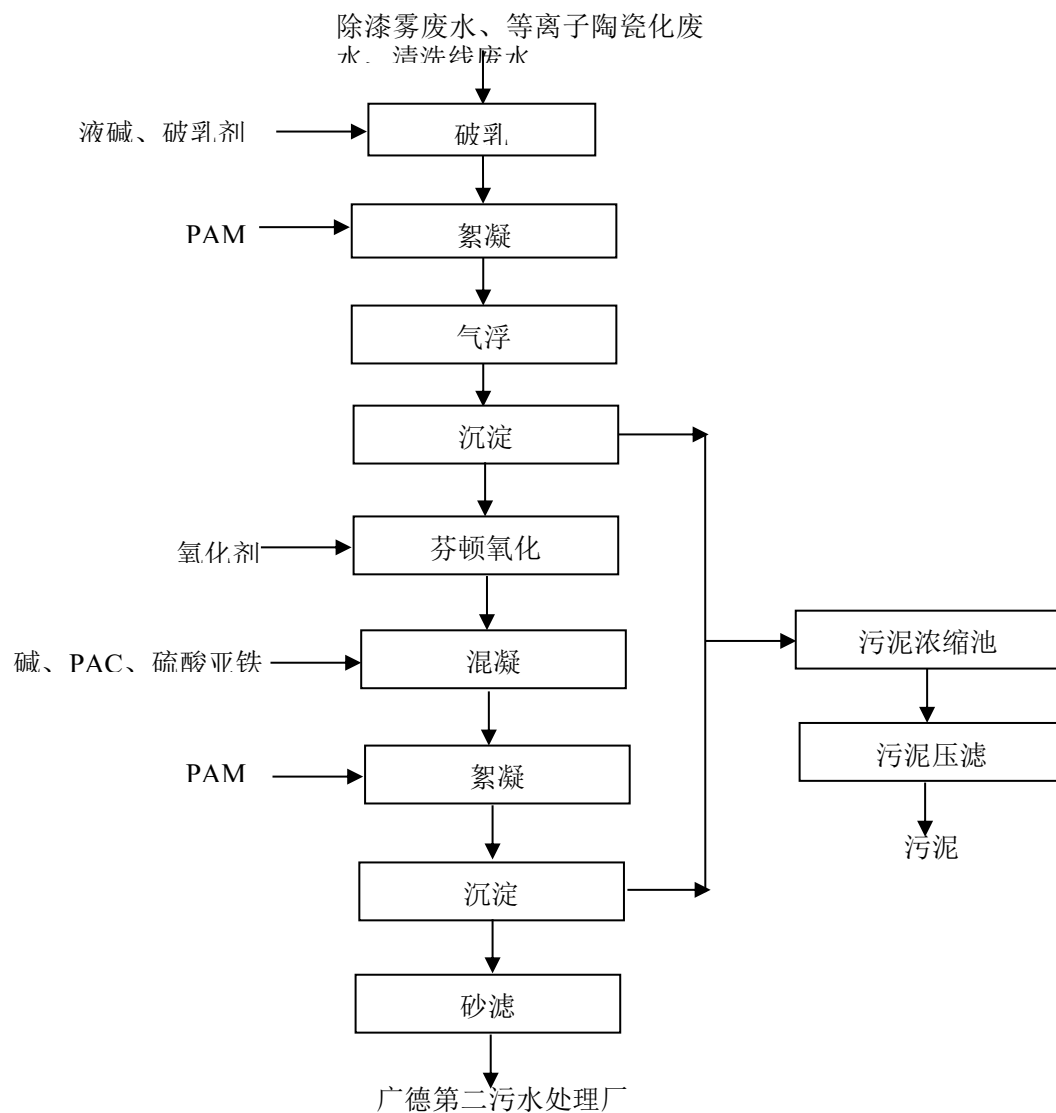 除漆雾废水、等离子陶瓷化废
水、清洗线废水
液碱、破乳剂
破乳
PAM
絮凝
气浮
沉淀
氧化剂
芬顿氧化
碱、PAC、硫酸亚铁
混凝
PAM
絮凝
沉淀
砂滤
广德第二污水处理厂
污泥浓缩池
污泥压滤
污泥